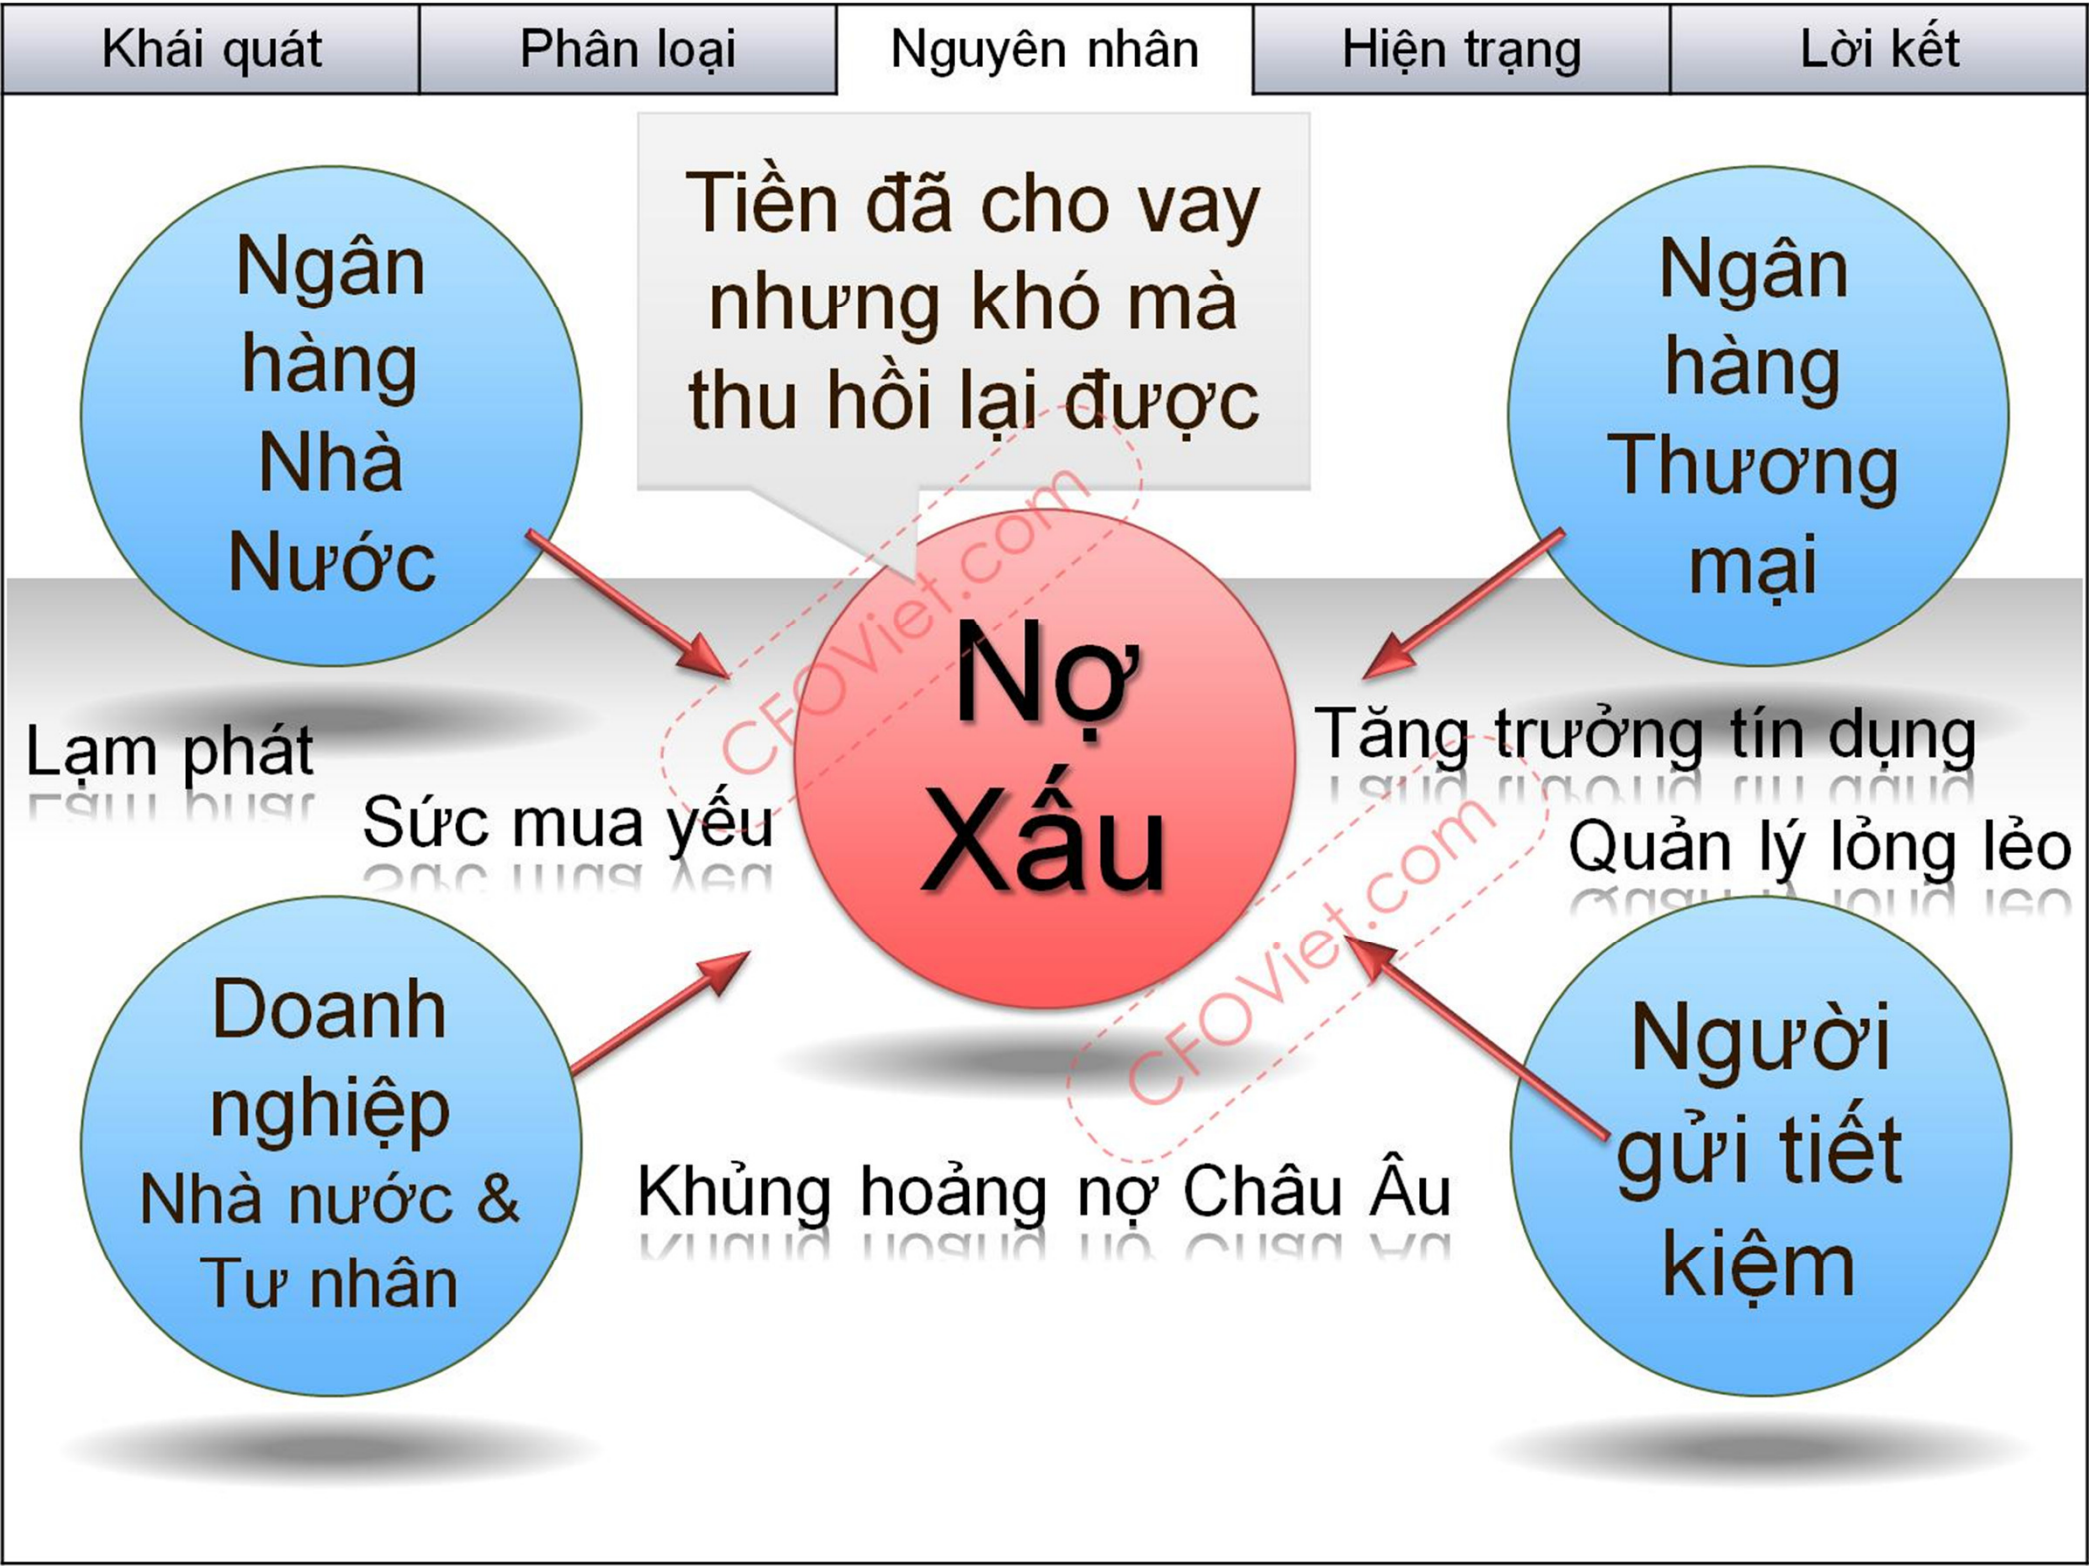 Khái quát
Phân loại
Nguyên nhân
Hiện trạng
Lời kết
Tiền đã cho vay
nhưng khó mà
thu hồi lại được
Ngân
hàng
Nhà
Nước
Ngân
hàng
Thương
mại
Nợ
Xấu
Lạm phát
Sức mua yếu
Tăng trưởng tín dụng
Quản lý lỏng lẻo
Doanh
nghiệp
Nhà nước &
Tư nhân
Người
gửi tiết
kiệm
Khủng hoảng nợ Châu Âu
CFOViet.com
CFOViet.com